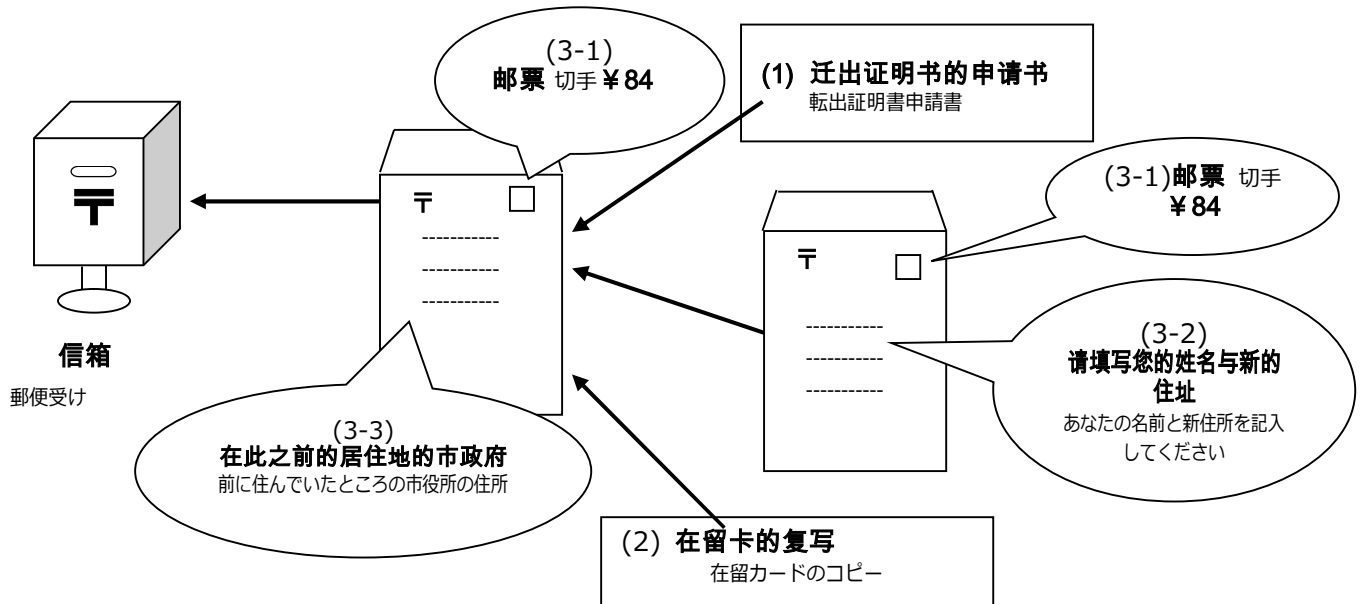 (3-1)
邮票 切手 ¥84
(1) 迁出证明书的申请书
転出証明書申請書
(3-1)邮票 切手
¥84
〒
〒
〒
信箱
郵便受け
(3-2)
请填写您的姓名与新的
住址
あなたの名前と新住所を記入
してください
(3-3)
在此之前的居住地的市政府
前に住んでいたところの市役所の住所
(2) 在留卡的复写
在留カードのコピー